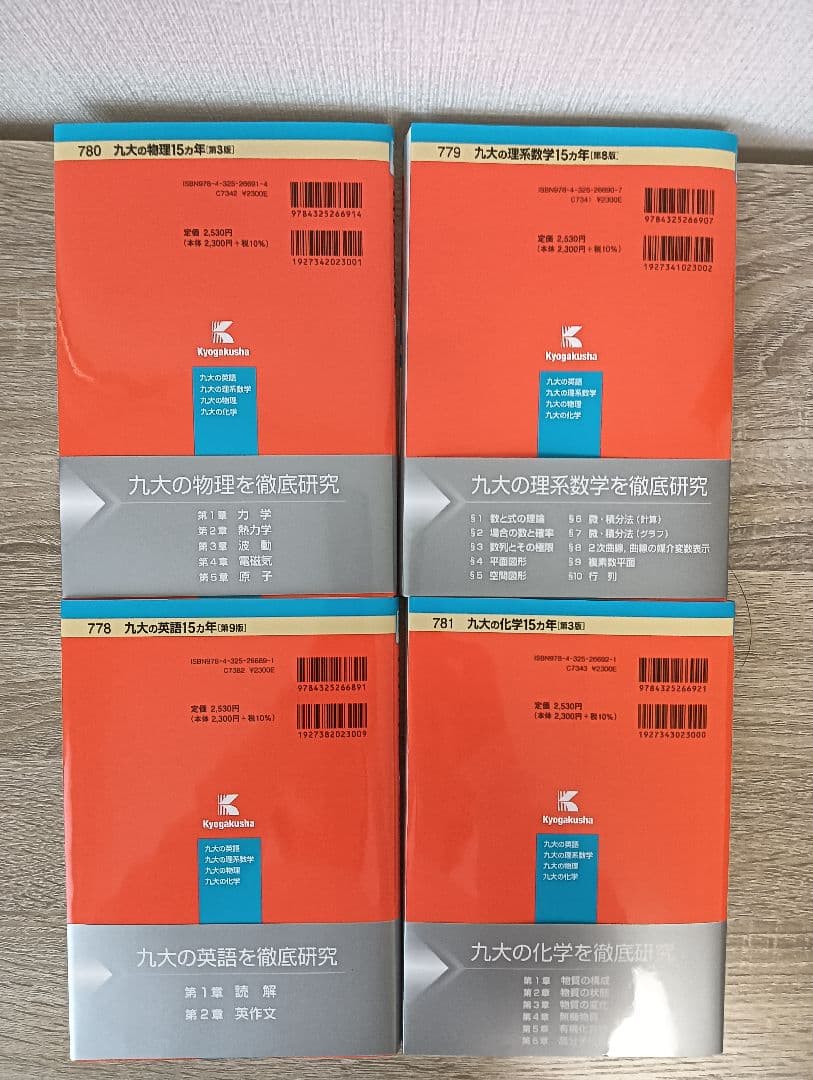 780 九大の物理15カ年[第3版]
ISBN978-4-325-26691-4
C7342 ¥2300E
9784325266914
定価 2,530円
(本体 2,300円+税10%)
1927342023001
Kyogakusha
九大の英語
九大の理系数学
九大の物理
九大の化学
九大の物理を徹底研究
第1章 力 学
第2章 熱力学
第3章 波 動
第4章 電磁気
第5章 原 子
779 九大の理系数学15カ年[第8版]
ISBN978-4-325-26690-7
C7341 ¥2300E
9784325266907
定価 2,530円
(本体 2,300円+税10%)
1927341023002
Kyogakusha
九大の英語
九大の理系数学
九大の物理
九大の化学
九大の理系数学を徹底研究
§1 数と式の理論
§2 場合の数と確率
§3 数列とその極限
§4 平面図形
§5 空間図形
§6 微・積分法(計算)
§7 微・積分法(グラフ)
§8 2次曲線,曲線の媒介変数表示
§9 複素数平面
§10 行 列
778 九大の英語15カ年[第9版]
ISBN978-4-325-26689-1
C7382 ¥2300E
9784325266891
定価 2,530円
(本体 2,300円+税10%)
1927382023009
Kyogakusha
九大の英語
九大の理系数学
九大の物理
九大の化学
九大の英語を徹底研究
第1章 読 解
第2章 英作文
781 九大の化学15カ年[第3版]
ISBN978-4-325-26692-1
C7343 ¥2300E
9784325266921
定価 2,530円
(本体 2,300円+税10%)
1927343023000
Kyogakusha
九大の英語
九大の理系数学
九大の物理
九大の化学
九大の化学を徹底研究
第1章 物質の構成
第2章 物質の状態
第3章 物質の変化
第4章 無機物質
第5章 有機化
第6章